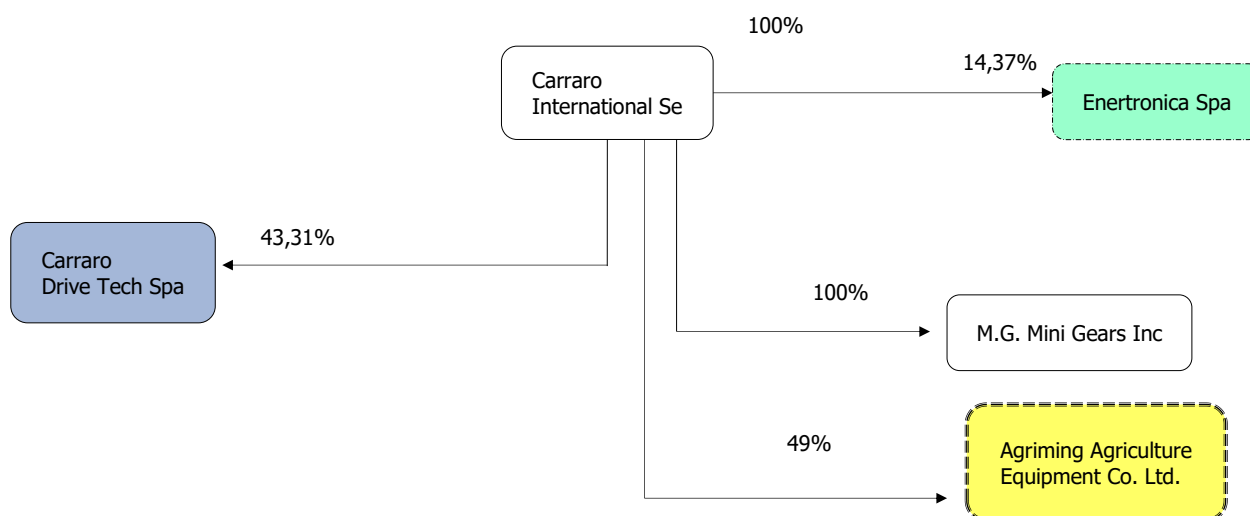 100%
Carraro
International Se
14,37%
Enertronica Spa
43,31%
Carraro
Drive Tech Spa
100%
M.G. Mini Gears Inc
49%
Agriming Agriculture
Equipment Co. Ltd.